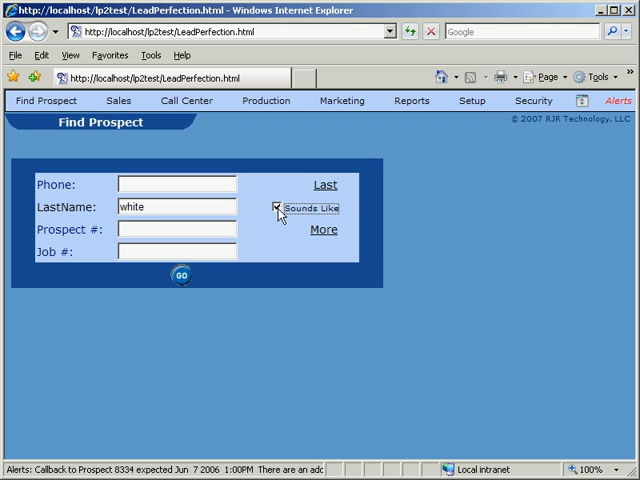 http://localhost/lp2test/LeadPerfection.html - Windows Internet Explorer
http://localhost/lp2test/LeadPerfection.html
Google
File Edit View Favorites Tools Help
http://localhost/lp2test/LeadPerfection.html
Page Tools
Find Prospect Sales Call Center Production Marketing Reports Setup Security Alerts
Find Prospect
© 2007 RJR Technology, LLC
Phone: Last
LastName: white Sounds Like
Prospect #: More
Job #:
GO
Alerts: Callback to Prospect 8334 expected Jun 7 2006 1:00PM There are an adc Local intranet 100%